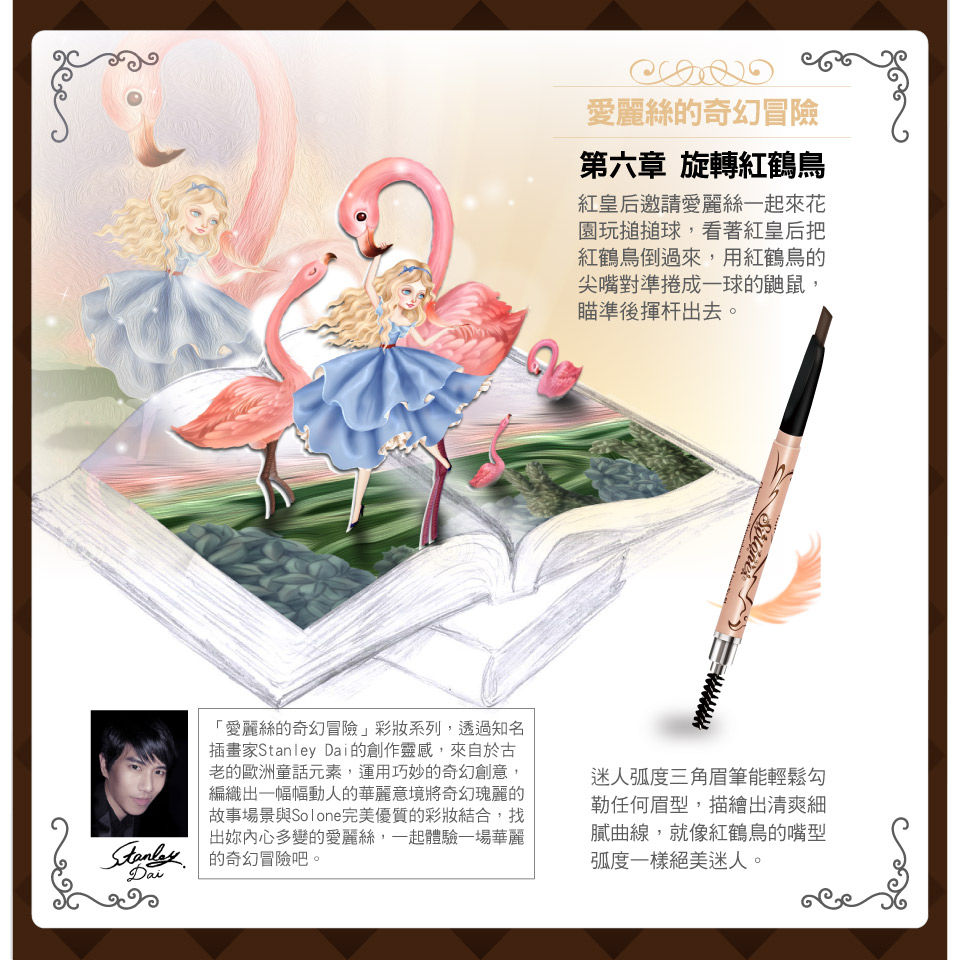 愛麗絲的奇幻冒險
第六章 旋轉紅鶴鳥
紅皇后邀請愛麗絲一起來花
園玩搥搥球，看著紅皇后把
紅鶴鳥倒過來，用紅鶴鳥的
尖嘴對準捲成一球的鼬鼠，
瞄準後揮杆出去。
Solone
「愛麗絲的奇幻冒險」彩妝系列，透過知名
插畫家Stanley Dai的創作靈感，來自於古
老的歐洲童話元素，運用巧妙的奇幻創意，
編織出一幅幅動人的華麗意境將奇幻瑰麗的
故事場景與Solone完美優質的彩妝結合，找
出妳內心多變的愛麗絲，一起體驗一場華麗
的奇幻冒險吧。
Stanley
Dai
迷人弧度三角眉筆能輕鬆勾
勒任何眉型，描繪出清爽細
膩曲線，就像紅鶴鳥的嘴型
弧度一樣絕美迷人。